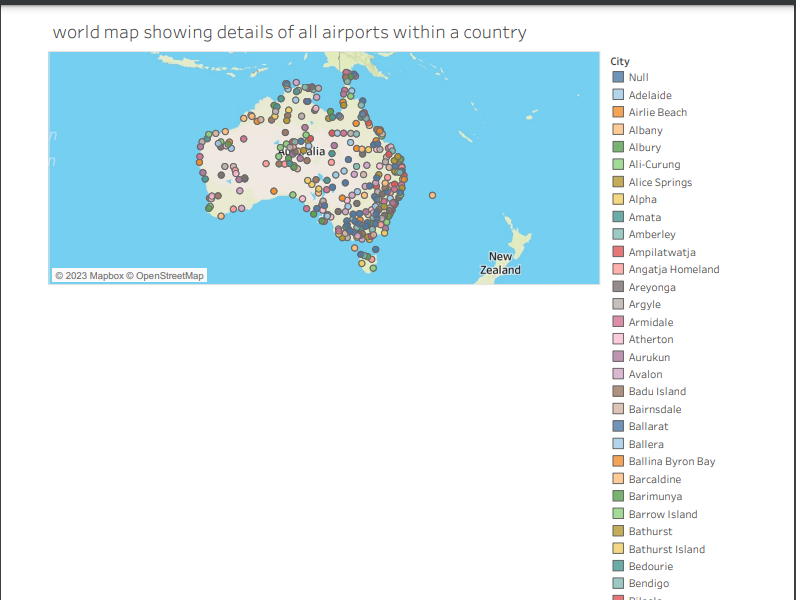 world map showing details of all airports within a country
City
Null
Adelaide
Airlie Beach
Albany
Albury
Ali-Curung
Alice Springs
Alpha
Amata
Amberley
Ampilatwatja
Angatja Homeland
Areyonga
Argyle
Armidale
Atherton
Aurukun
Avalon
Badu Island
Bairnsdale
Ballarat
Ballera
Ballina Byron Bay
Barcaldine
Barimunya
Barrow Island
Bathurst
Bathurst Island
Bedourie
Bendigo
n
n
New
Zealand
© 2023 Mapbox © OpenStreetMap